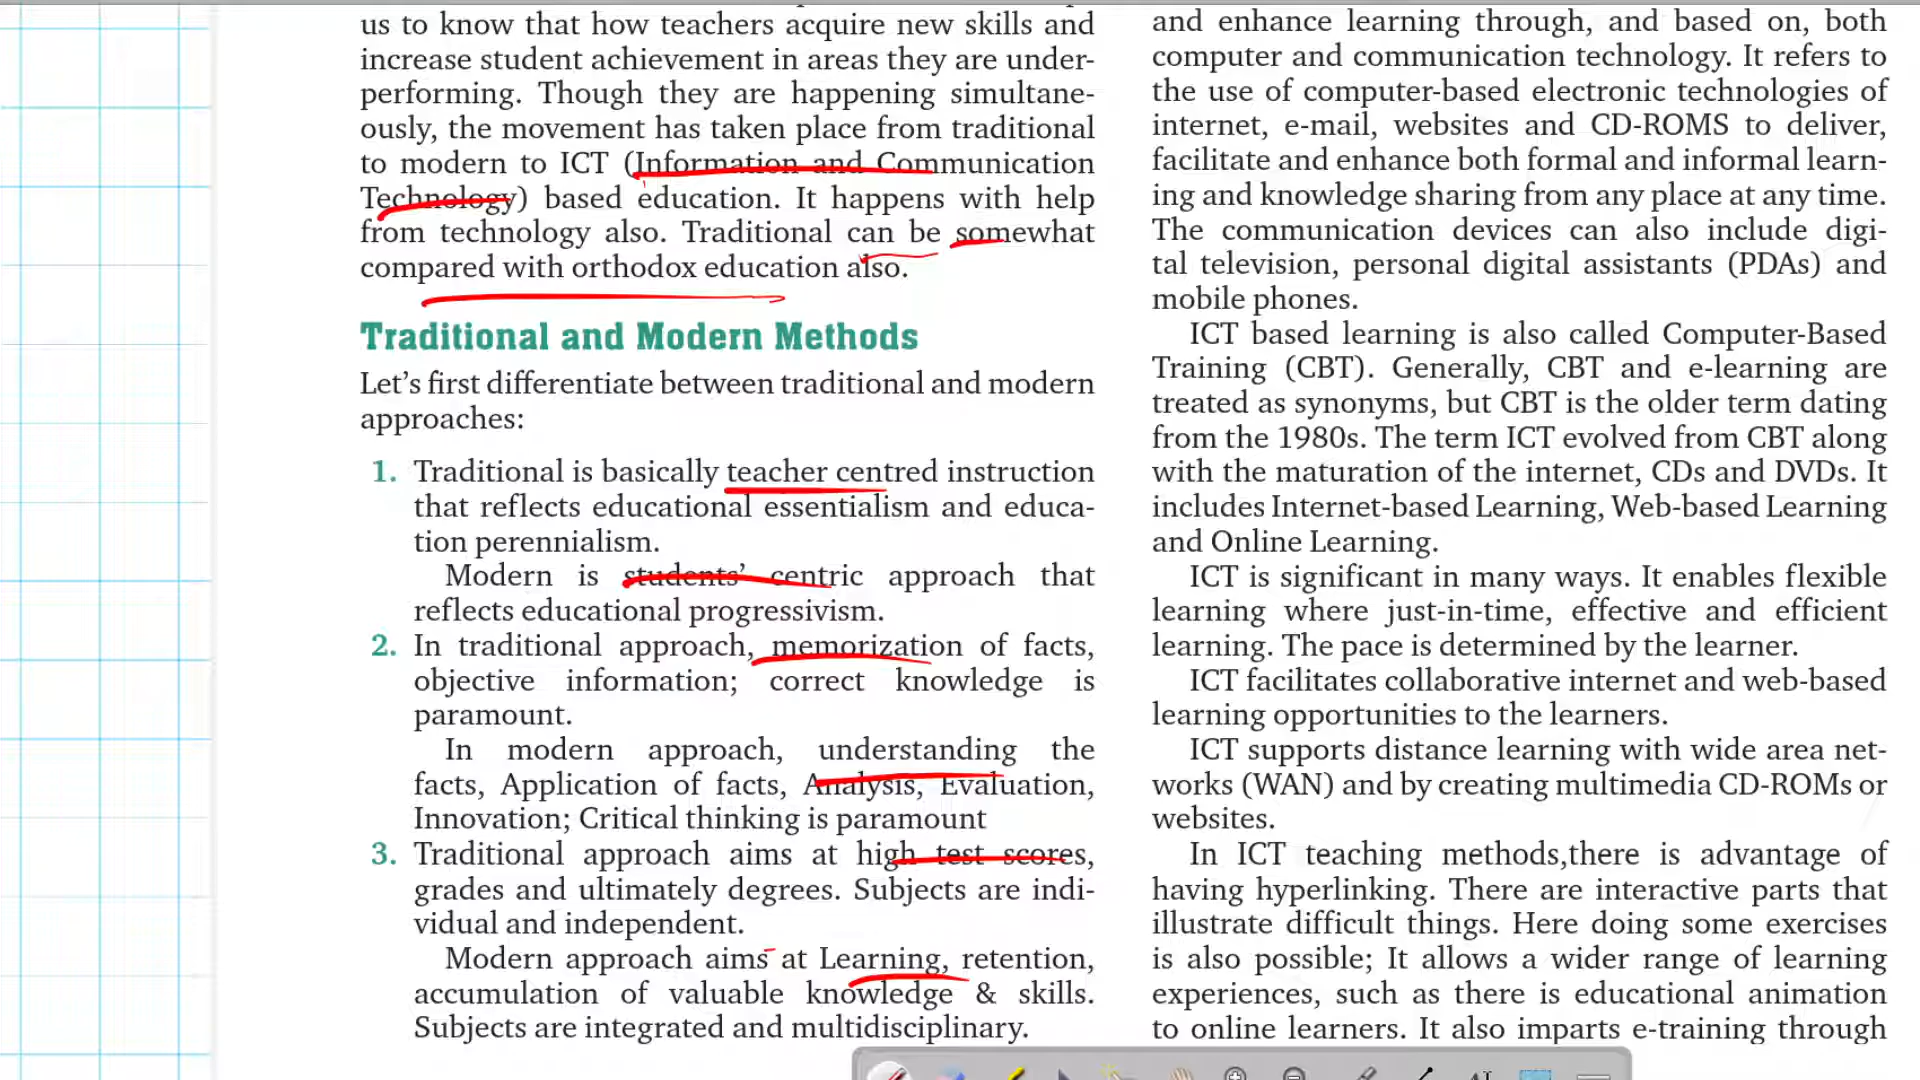 us to know that how teachers acquire new skills and
increase student achievement in areas they are under-
performing. Though they are happening simultane-
ously, the movement has taken place from traditional
to modern to ICT (Information and Communication
Technology) based education. It happens with help
from technology also. Traditional can be somewhat
compared with orthodox education also.
Traditional and Modern Methods
Let's first differentiate between traditional and modern
approaches:
1. Traditional is basically teacher centred instruction
that reflects educational essentialism and educa-
tion perennialism.
Modern is students' centric approach that
reflects educational progressivism.
2. In traditional approach, memorization of facts,
objective information; correct knowledge is
paramount.
In modern approach, understanding the
facts, Application of facts, Analysis, Evaluation,
Innovation; Critical thinking is paramount
3. Traditional approach aims at high test scores,
grades and ultimately degrees. Subjects are indi-
vidual and independent.
Modern approach aims at Learning, retention,
accumulation of valuable knowledge & skills.
Subjects are integrated and multidisciplinary.
and enhance learning through, and based on, both
computer and communication technology. It refers to
the use of computer-based electronic technologies of
internet, e-mail, websites and CD-ROMS to deliver,
facilitate and enhance both formal and informal learn-
ing and knowledge sharing from any place at any time.
The communication devices can also include digi-
tal television, personal digital assistants (PDAs) and
mobile phones.
ICT based learning is also called Computer-Based
Training (CBT). Generally, CBT and e-learning are
treated as synonyms, but CBT is the older term dating
from the 1980s. The term ICT evolved from CBT along
with the maturation of the internet, CDs and DVDs. It
includes Internet-based Learning, Web-based Learning
and Online Learning.
ICT is significant in many ways. It enables flexible
learning where just-in-time, effective and efficient
learning. The pace is determined by the learner.
ICT facilitates collaborative internet and web-based
learning opportunities to the learners.
ICT supports distance learning with wide area net-
works (WAN) and by creating multimedia CD-ROMs or
websites.
In ICT teaching methods,there is advantage of
having hyperlinking. There are interactive parts that
illustrate difficult things. Here doing some exercises
is also possible; It allows a wider range of learning
experiences, such as there is educational animation
to online learners. It also imparts e-training through